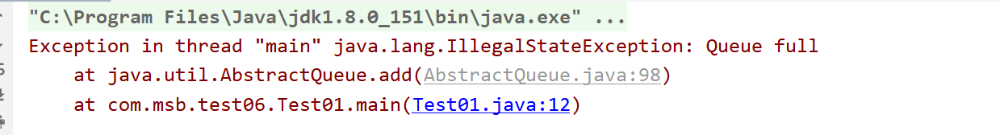 "C:\Program Files\Java\jdk1.8.0_151\bin\java.exe" ...
Exception in thread "main" java.lang.IllegalStateException: Queue full
at java.util.AbstractQueue.add(AbstractQueue.java:98)
at com.msb.test06.Test01.main(Test01.java:12)